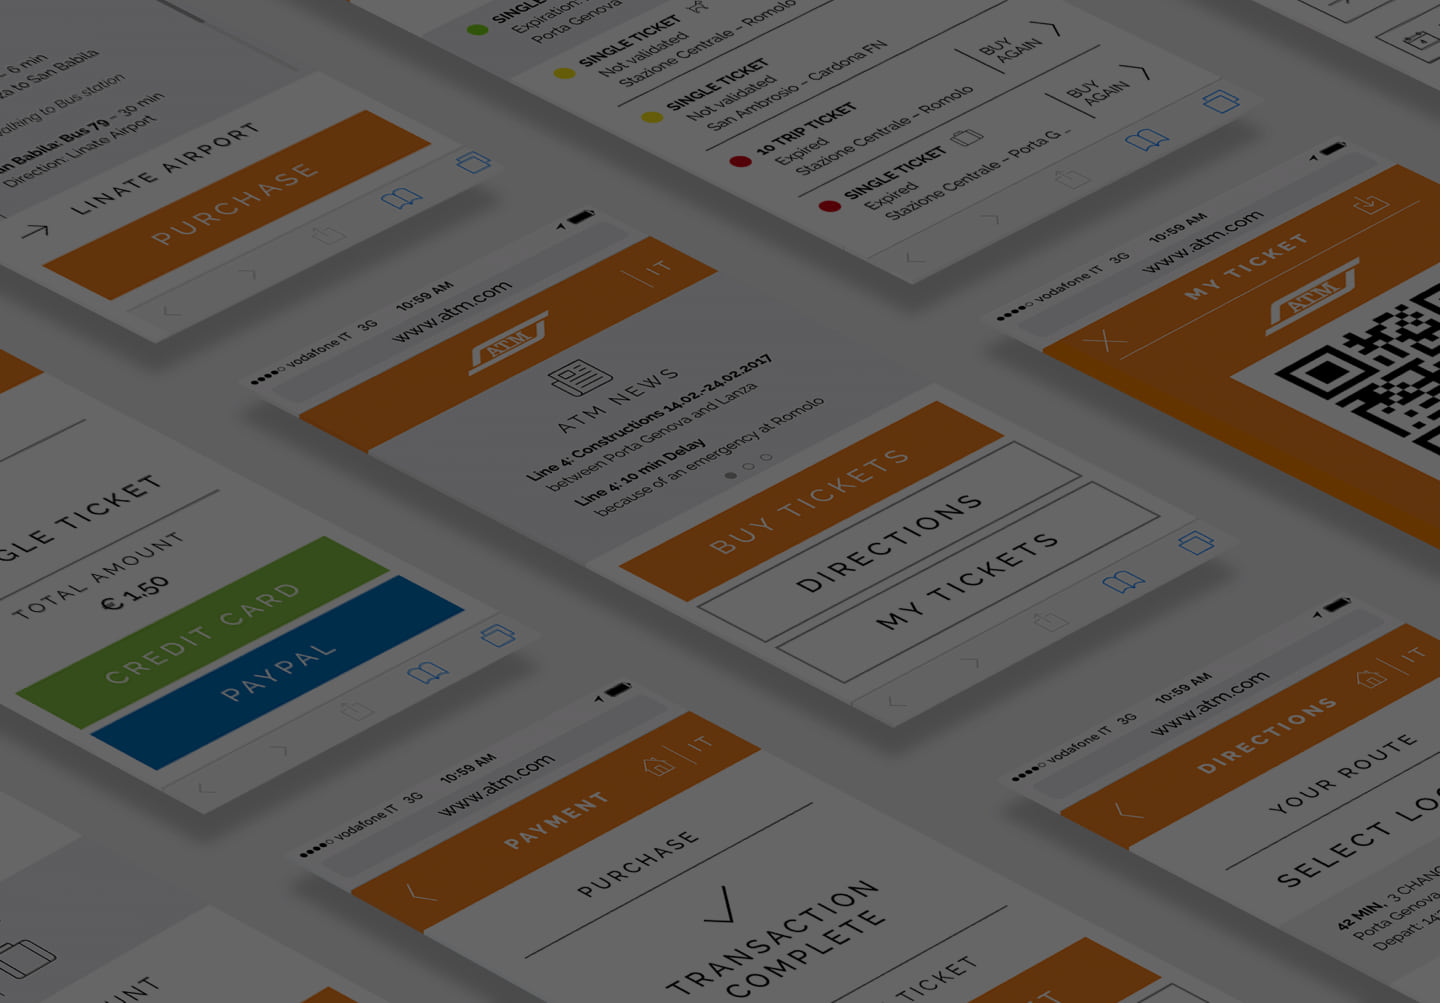 – 6 min
za to San Babila
walking to Bus station
an Babila: Bus 79 – 30 min
Direction: Linate Airport
LINATE AIRPORT
PURCHASE
SINGLE
Expiration:
Porta Genova
SINGLE TICKET
Not validated
Stazione Centrale – Romolo
SINGLE TICKET
Not validated
San Ambrosio – Cardona FN
10 TRIP TICKET
Expired
Stazione Centrale – Romolo
BUY
AGAIN
SINGLE TICKET
Expired
Stazione Centrale – Porta G...
BUY
AGAIN
vodafone IT 3G 10:59 AM
www.atm.com
ATM
IT
ATM NEWS
Line 4: Constructions 14.02.-24.02.2017
between Porta Genova and Lanza
Line 4: 10 min Delay
because of an emergency at Romolo
BUY TICKETS
DIRECTIONS
MY TICKETS
vodafone IT 3G 10:59 AM
www.atm.com
MY TICKET
ATM
GLE TICKET
TOTAL AMOUNT
€ 1.50
CREDIT CARD
PAYPAL
vodafone IT 3G 10:59 AM
www.atm.com
PAYMENT
IT
PURCHASE
TRANSACTION
COMPLETE
TICKET
vodafone IT 3G 10:59 AM
www.atm.com
DIRECTIONS
IT
YOUR ROUTE
SELECT LO
42 MIN, 3 CHANG
Porta Genova
Depart: 14:
UNT